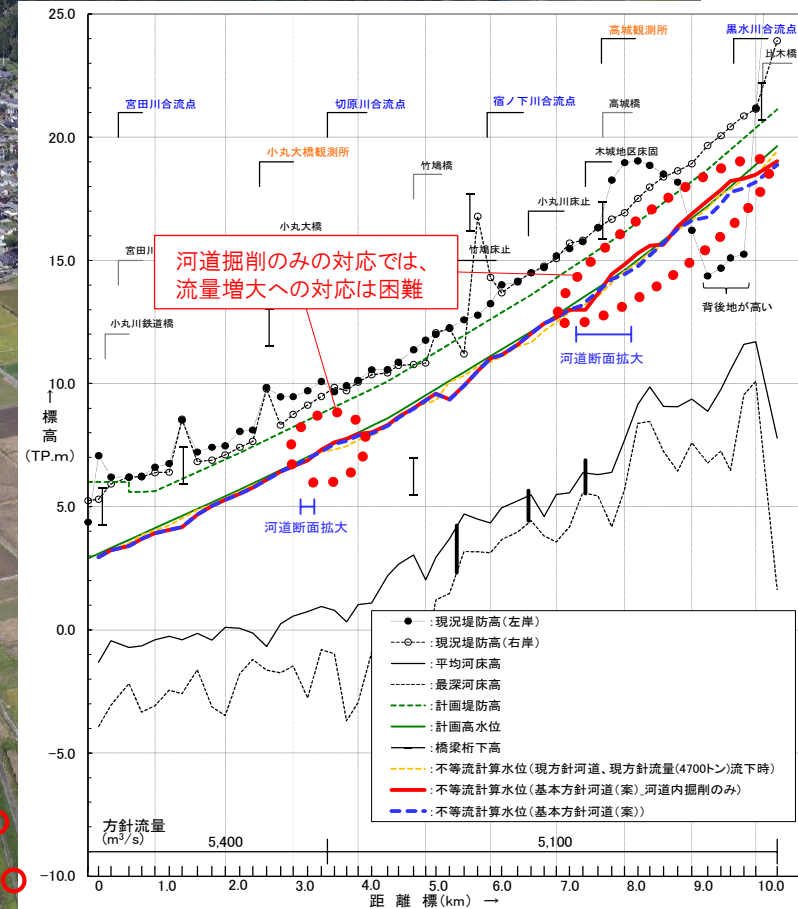 25.0
20.0
15.0
10.0
5.0
0.0
-5.0
-10.0
↑
標
高
(TP.m)
高城観測所
黒水川合流点
比木橋
宮田川合流点
切原川合流点
宿ノ下川合流点
高城橋
小丸大橋観測所
竹鳩橋
木城地区床固
小丸川床止
小丸大橋
宮田川
竹鳩床止
小丸川鉄道橋
河道掘削のみの対応では、
流量増大への対応は困難
背後地が高い
河道断面拡大
河道断面拡大
:現況堤防高(左岸)
:現況堤防高(右岸)
:平均河床高
:最深河床高
:計画堤防高
:計画高水位
:橋梁桁下高
:不等流計算水位(現方針河道、現方針流量(4700トン)流下時)
:不等流計算水位(基本方針河道(案)_河道内掘削のみ)
:不等流計算水位(基本方針河道(案))
方針流量
(m³/s)
5,400
5,100
0 1.0 2.0 3.0 4.0 5.0 6.0 7.0 8.0 9.0 10.0
距 離 標(km) →